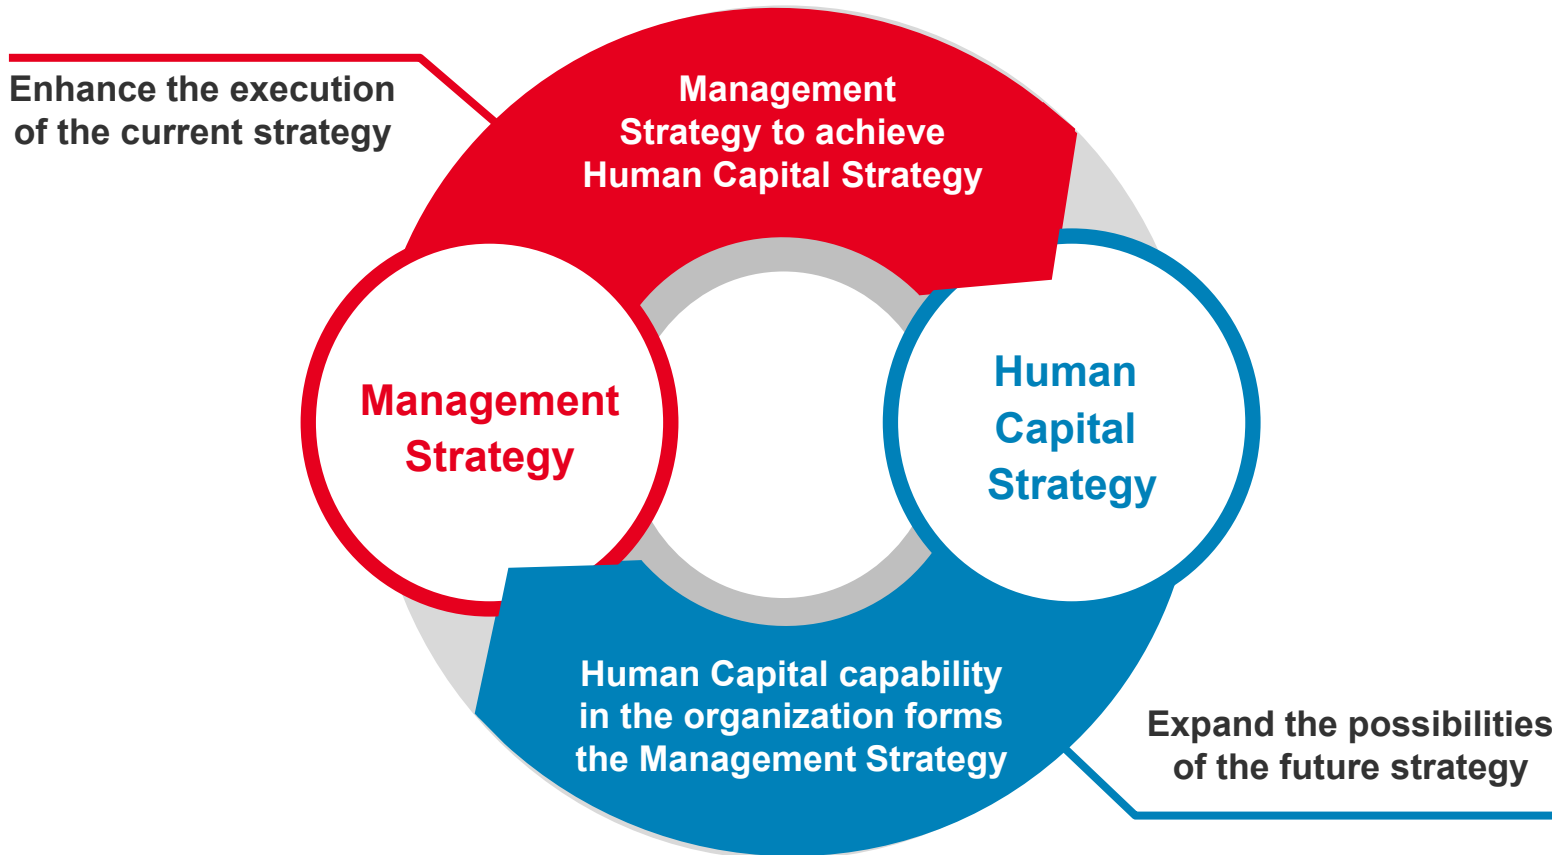 Enhance the execution
of the current strategy
Management
Strategy to achieve
Human Capital Strategy
Management
Strategy
Human
Capital
Strategy
Human Capital capability
in the organization forms
the Management Strategy
Expand the possibilities
of the future strategy